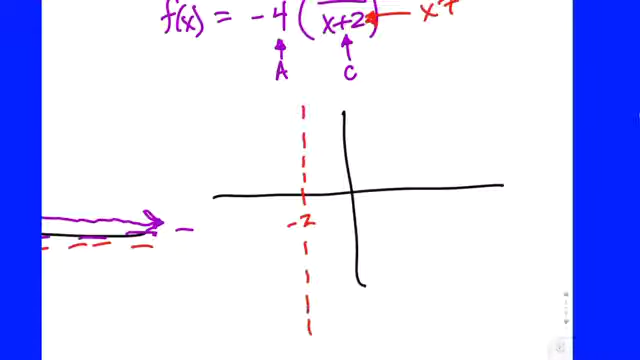 f(x) = -4 ( x+2 ) ← x
A C
-2